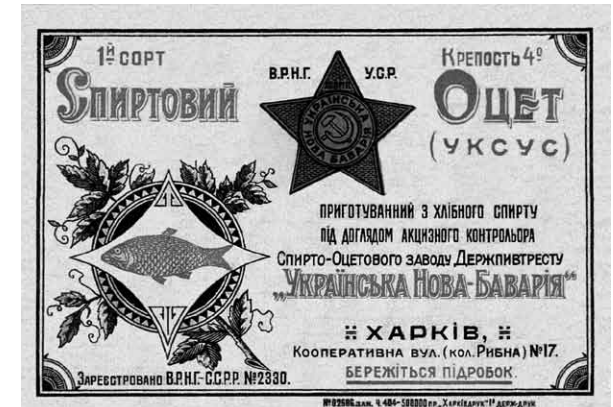 1й СОРТ
СПИРТОВИЙ
В.Р.Н.Г. У.С.Р.
УКРАЇНСЬКА
НОВА БАВАРІЯ
КРЕПОСТЬ 4º
ОЦЕТ
(УКСУС)
ПРИГОТУВАННИЙ З ХЛІБНОГО СПИРТУ
ПІД ДОГЛЯДОМ АКЦИЗНОГО КОНТРОЛЬОРА
СПИРТО-ОЦЕТОВОГО ЗАВОДУ ДЕРЖПИВТРЕСТУ
„УКРАЇНСЬКА НОВА-БАВАРІЯ“
ХАРКІВ,
КООПЕРАТИВНА ВУЛ. (КОЛ. РИБНА) №17.
БЕРЕЖІТЬСЯ ПІДРОБОК.
ЗАРЕЄСТРОВАНО В.Р.Н.Г.-С.С.Р.Р. №2330.